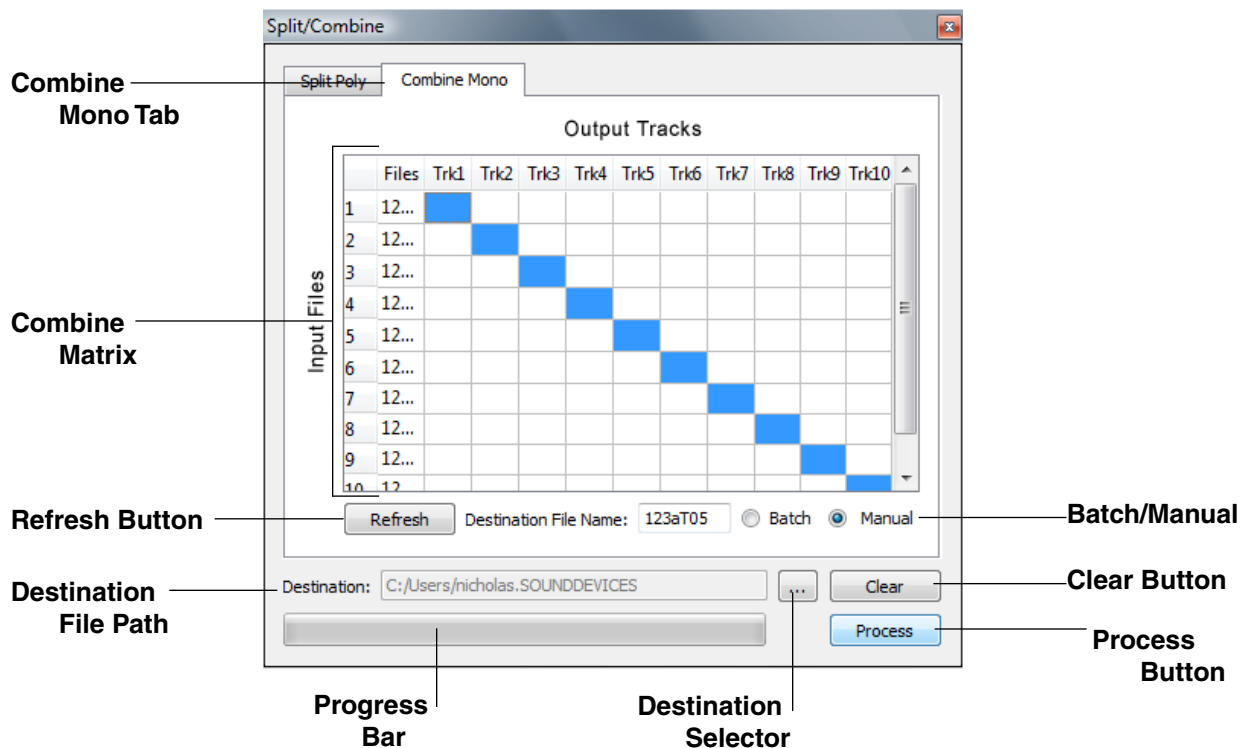 Split/Combine
Combine
Mono Tab
Split Poly
Combine Mono
Output Tracks
Files Trk1 Trk2 Trk3 Trk4 Trk5 Trk6 Trk7 Trk8 Trk9 Trk10
1 12...
2 12...
3 12...
4 12...
5 12...
6 12...
7 12...
8 12...
9 12...
10 12
Input Files
Combine
Matrix
Refresh Button
Refresh
Destination File Name: 123aT05
Batch
Manual
Batch/Manual
Destination
File Path
Destination: C:/Users/nicholas.SOUNDDEVICES
...
Clear
Clear Button
Process
Process
Button
Progress
Bar
Destination
Selector